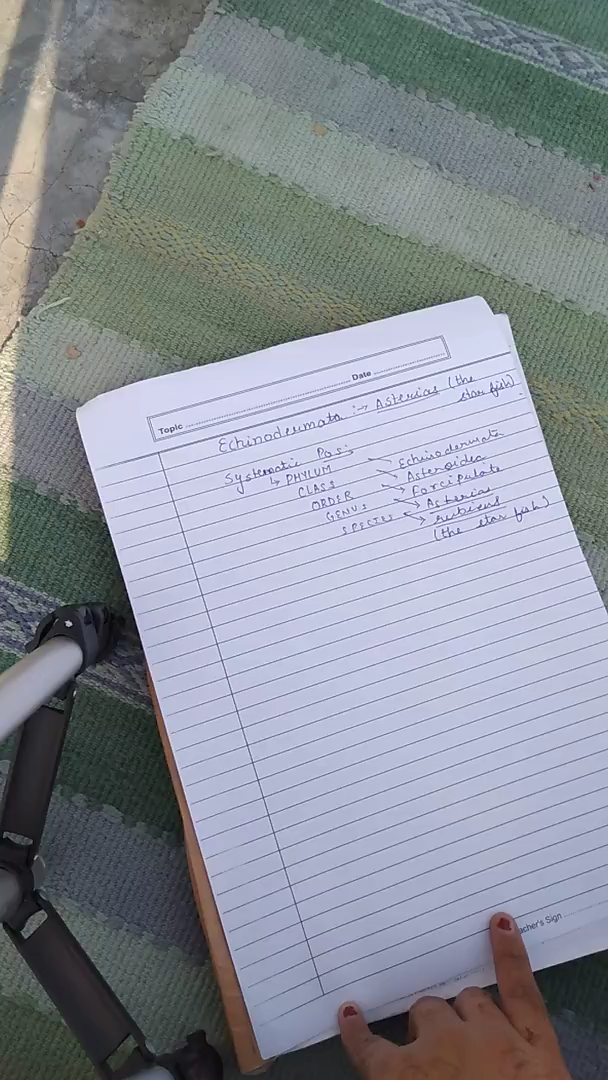 Topic ........ Date ........
Echinodermata :→ Asterias (the star fish)
Systematic Pos:
↳ PHYLUM → Echinodermata
CLASS → Asteroidea
ORDER → Forcipulata
GENUS → Asterias
SPECIES → rubens
(the star fish)
acher's Sign